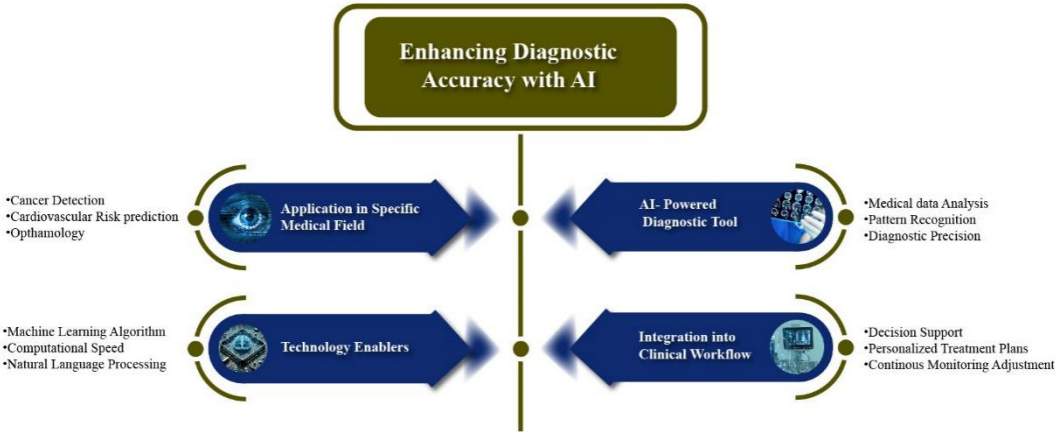 Enhancing Diagnostic
Accuracy with AI
•Cancer Detection
•Cardiovascular Risk prediction
•Opthamology
Application in Specific
Medical Field
AI- Powered
Diagnostic Tool
•Medical data Analysis
•Pattern Recognition
•Diagnostic Precision
•Machine Learning Algorithm
•Computational Speed
•Natural Language Processing
Technology Enablers
Integration into
Clinical Workflow
•Decision Support
•Personalized Treatment Plans
•Continous Monitoring Adjustment